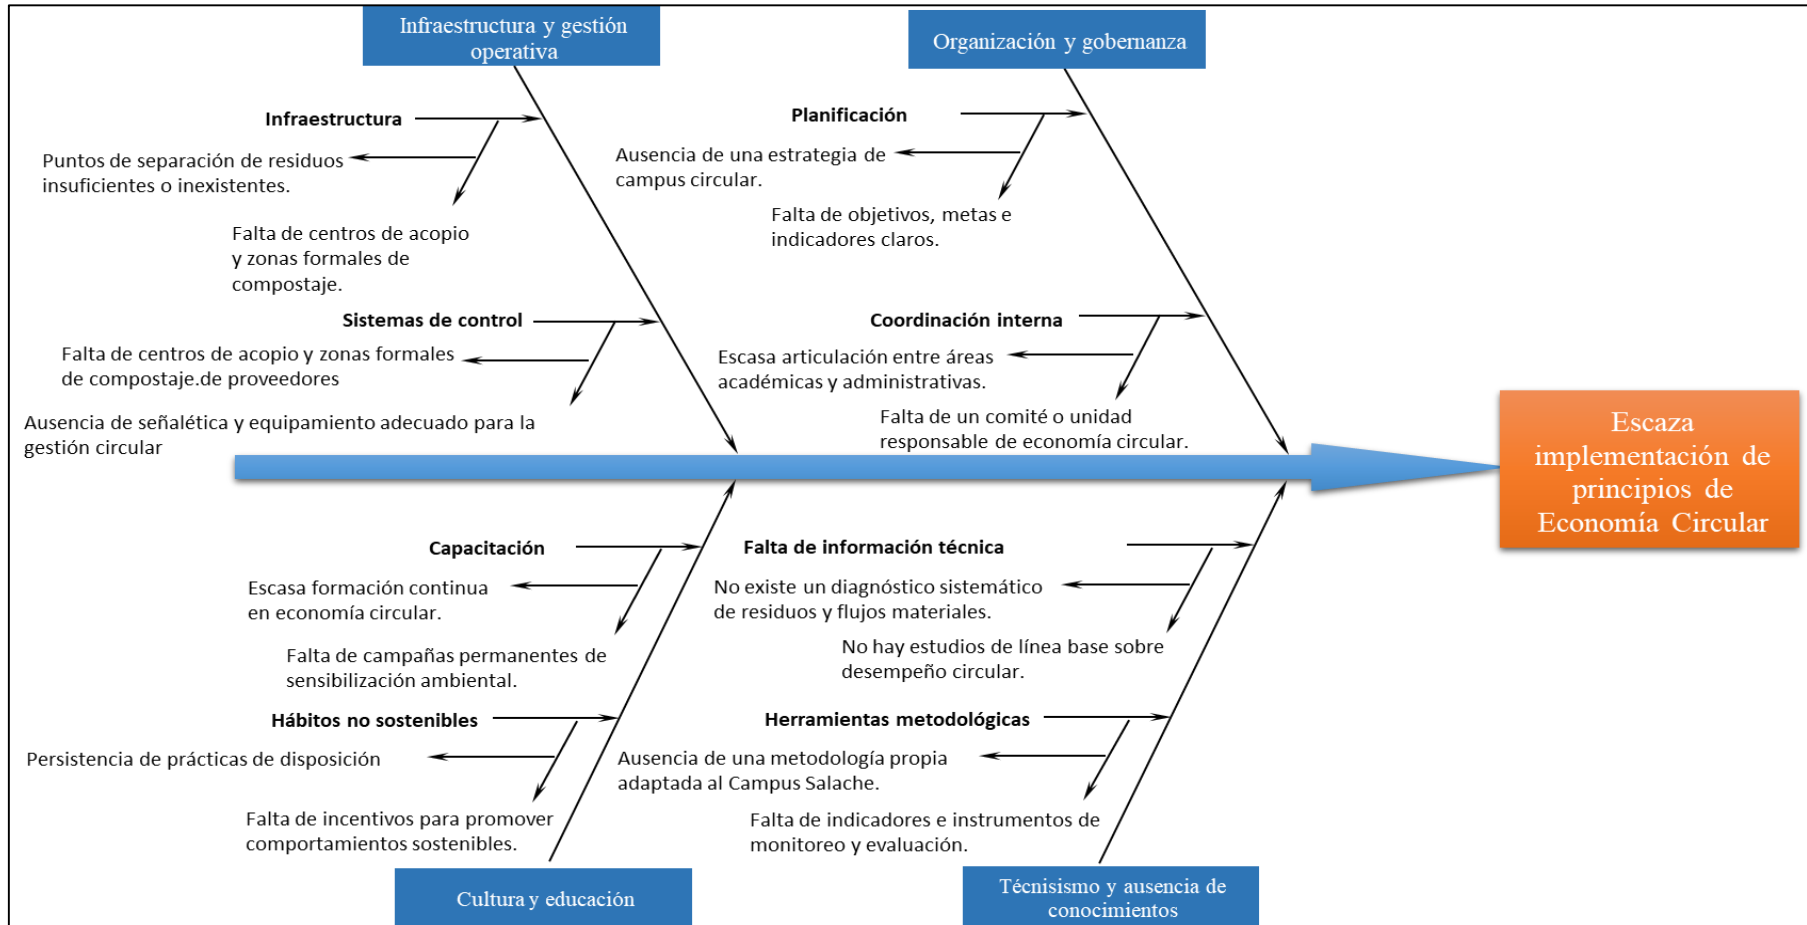 Infraestructura y gestión
operativa
Organización y gobernanza
Infraestructura
Puntos de separación de residuos
insuficientes o inexistentes.
Falta de centros de acopio
y zonas formales de
compostaje.
Sistemas de control
Falta de centros de acopio y zonas formales
de compostaje.de proveedores
Ausencia de señalética y equipamiento adecuado para la
gestión circular
Planificación
Ausencia de una estrategia de
campus circular.
Falta de objetivos, metas e
indicadores claros.
Coordinación interna
Escasa articulación entre áreas
académicas y administrativas.
Falta de un comité o unidad
responsable de economía circular.
Escaza
implementación de
principios de
Economía Circular
Capacitación
Escasa formación continua
en economía circular.
Falta de campañas permanentes de
sensibilización ambiental.
Hábitos no sostenibles
Persistencia de prácticas de disposición
Falta de incentivos para promover
comportamientos sostenibles.
Falta de información técnica
No existe un diagnóstico sistemático
de residuos y flujos materiales.
No hay estudios de línea base sobre
desempeño circular.
Herramientas metodológicas
Ausencia de una metodología propia
adaptada al Campus Salache.
Falta de indicadores e instrumentos de
monitoreo y evaluación.
Cultura y educación
Técnisismo y ausencia de
conocimientos